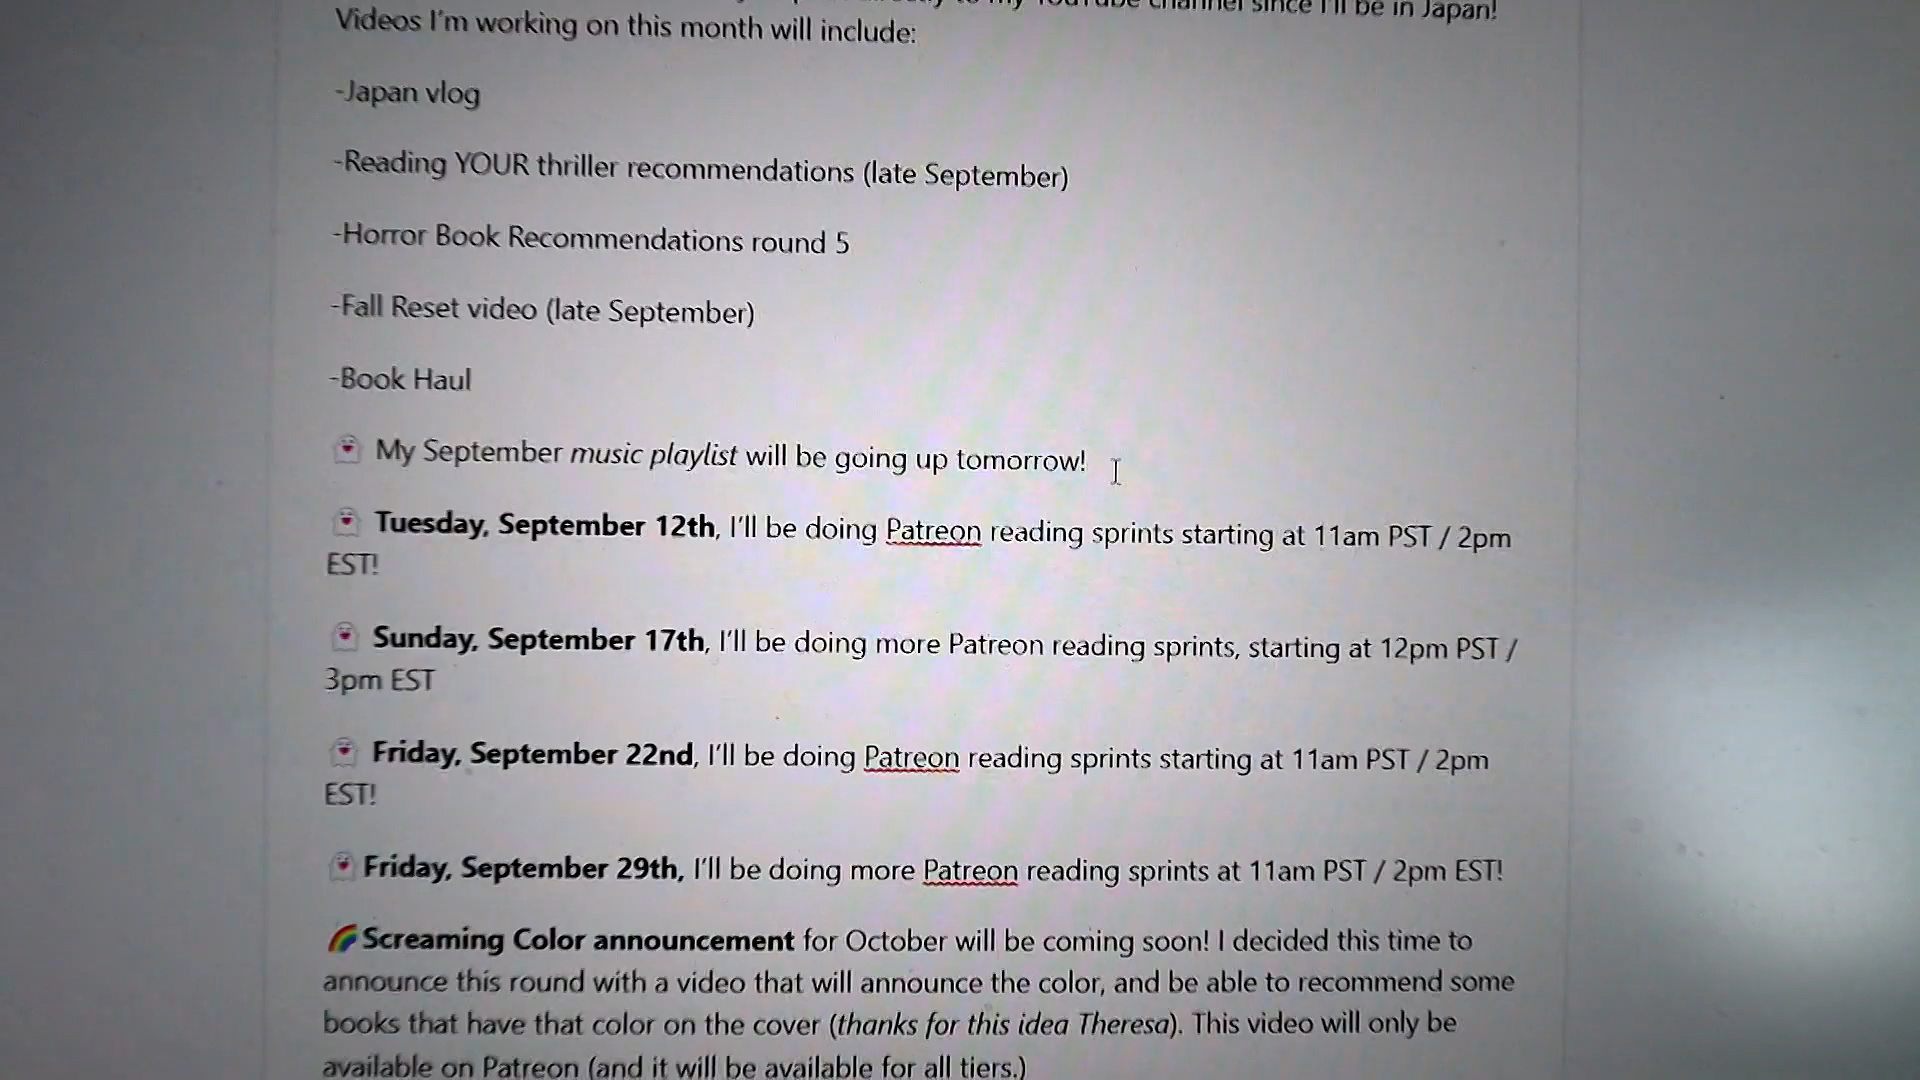 my YouTube channel since I'll be in Japan!
Videos I'm working on this month will include:
-Japan vlog
-Reading YOUR thriller recommendations (late September)
-Horror Book Recommendations round 5
-Fall Reset video (late September)
-Book Haul
My September music playlist will be going up tomorrow!
Tuesday, September 12th, I'll be doing Patreon reading sprints starting at 11am PST / 2pm
EST!
Sunday, September 17th, I'll be doing more Patreon reading sprints, starting at 12pm PST /
3pm EST
Friday, September 22nd, I'll be doing Patreon reading sprints starting at 11am PST / 2pm
EST!
Friday, September 29th, I'll be doing more Patreon reading sprints at 11am PST / 2pm EST!
Screaming Color announcement for October will be coming soon! I decided this time to
announce this round with a video that will announce the color, and be able to recommend some
books that have that color on the cover (thanks for this idea Theresa). This video will only be
available on Patreon (and it will be available for all tiers.)